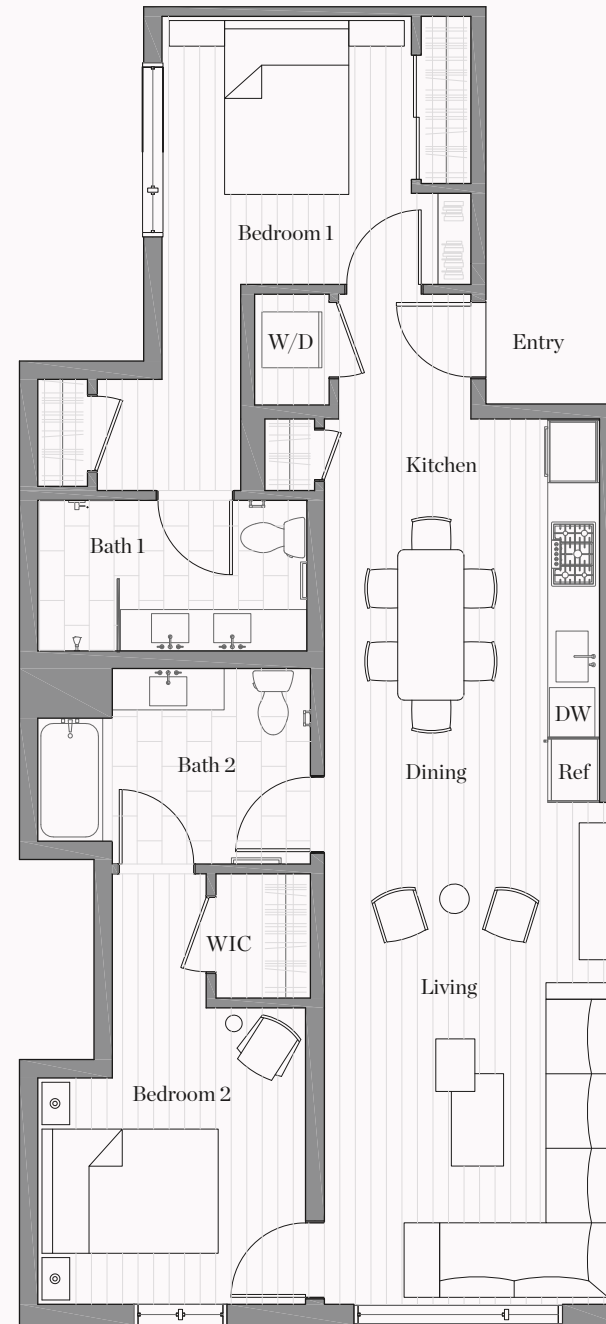 Bedroom 1
W/D
Entry
Kitchen
Bath 1
DW
Bath 2
Dining
Ref
WIC
Living
Bedroom 2